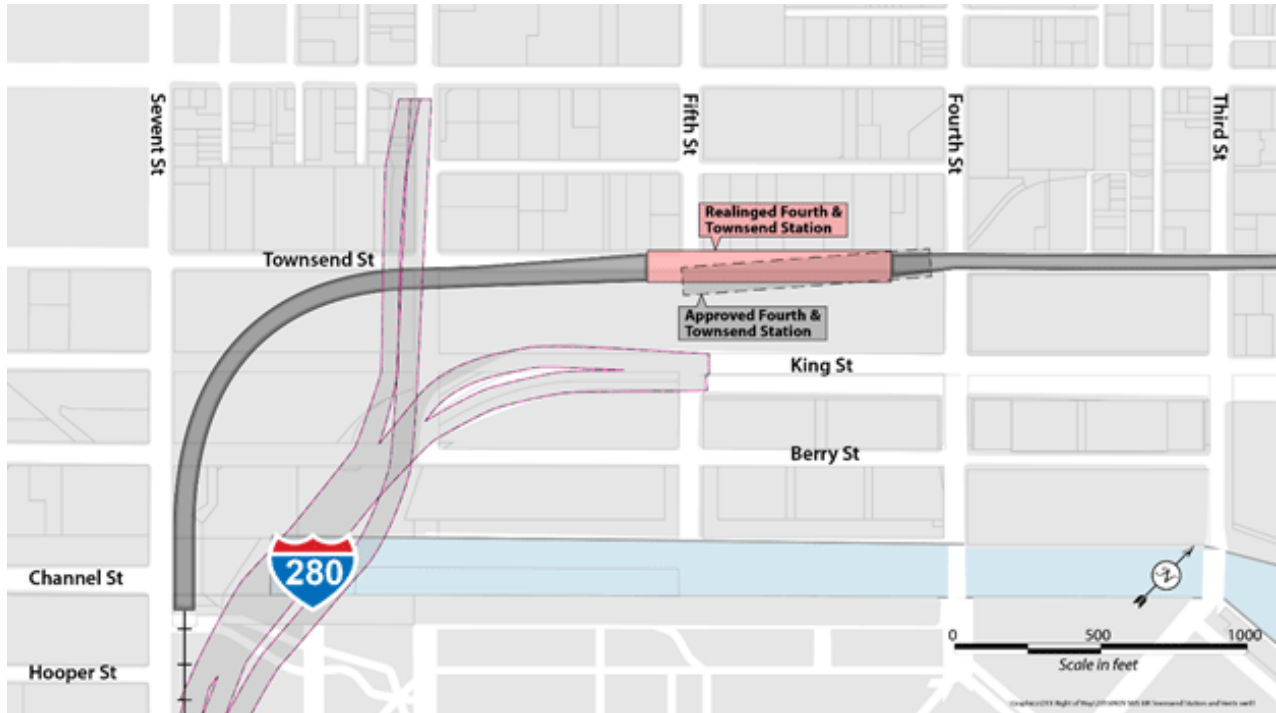 Sevent St
Fifth St
Fourth St
Third St
Realinged Fourth &
Townsend Station
Townsend St
Approved Fourth &
Townsend Station
King St
Berry St
280
Channel St
N
0 500 1000
Scale in feet
Hooper St